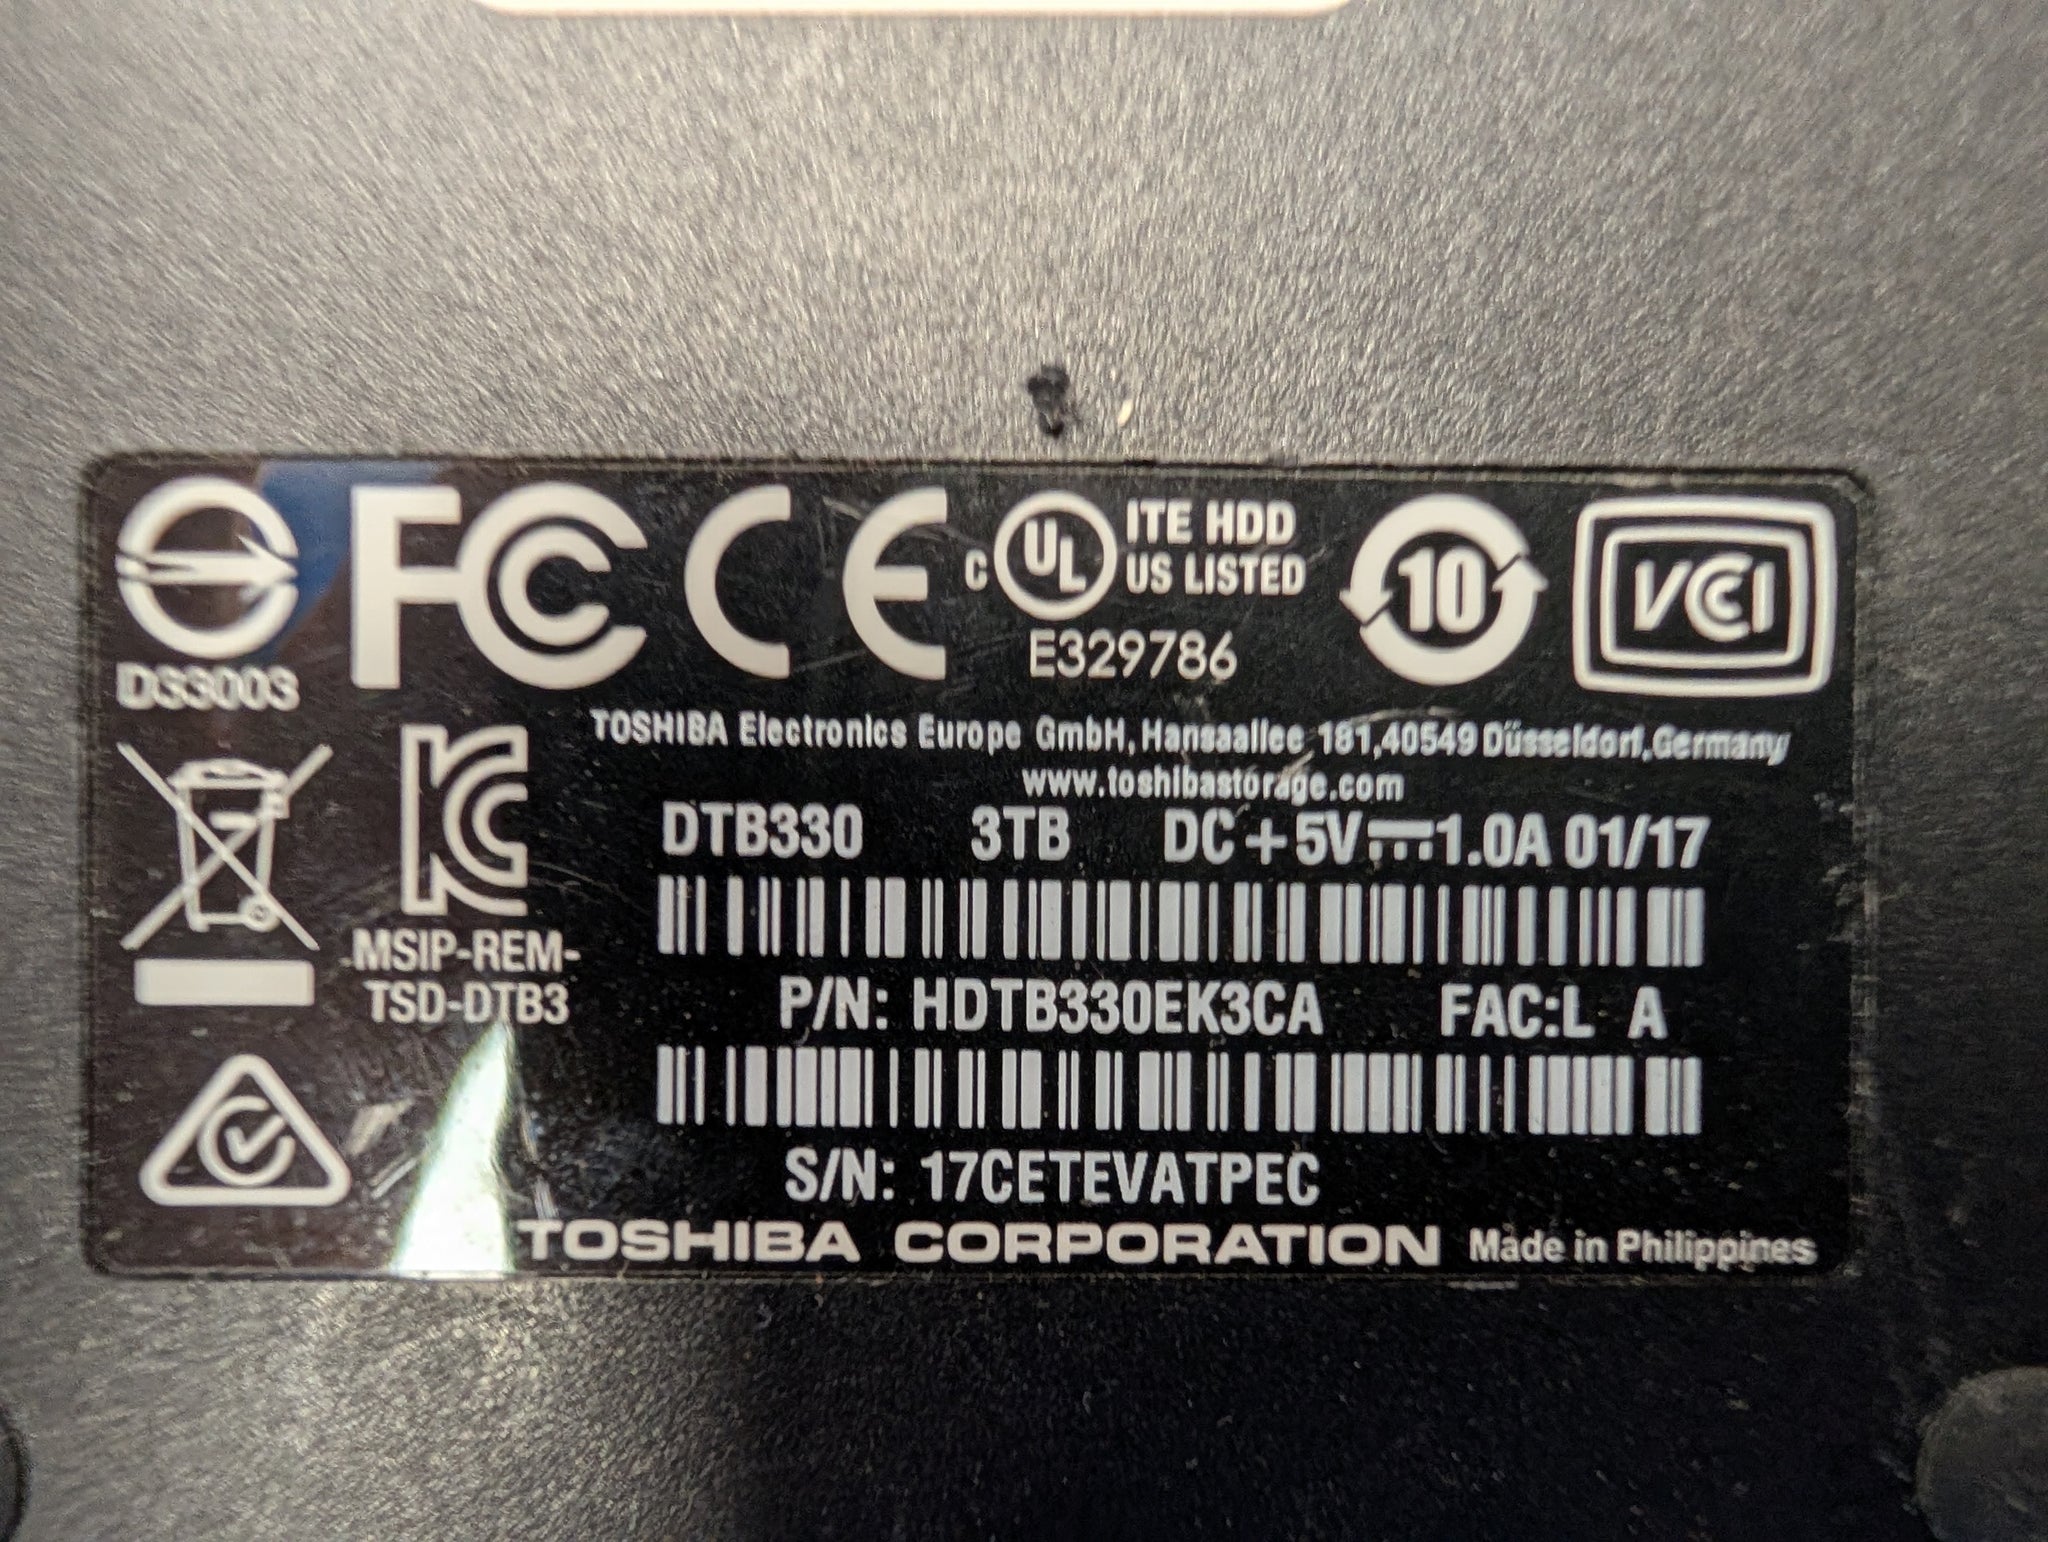 FC CE
C UL ITE HDD
US LISTED
E329786
10
VCCI
D33003
TOSHIBA Electronics Europe GmbH, Hansaallee 181,40549 Düsseldorf,Germany
www.toshibastorage.com
DTB330 3TB DC+5V⎓1.0A 01/17
MSIP-REM-
TSD-DTB3
P/N: HDTB330EK3CA FAC:L A
S/N: 17CETEVATPEC
TOSHIBA CORPORATION Made in Philippines